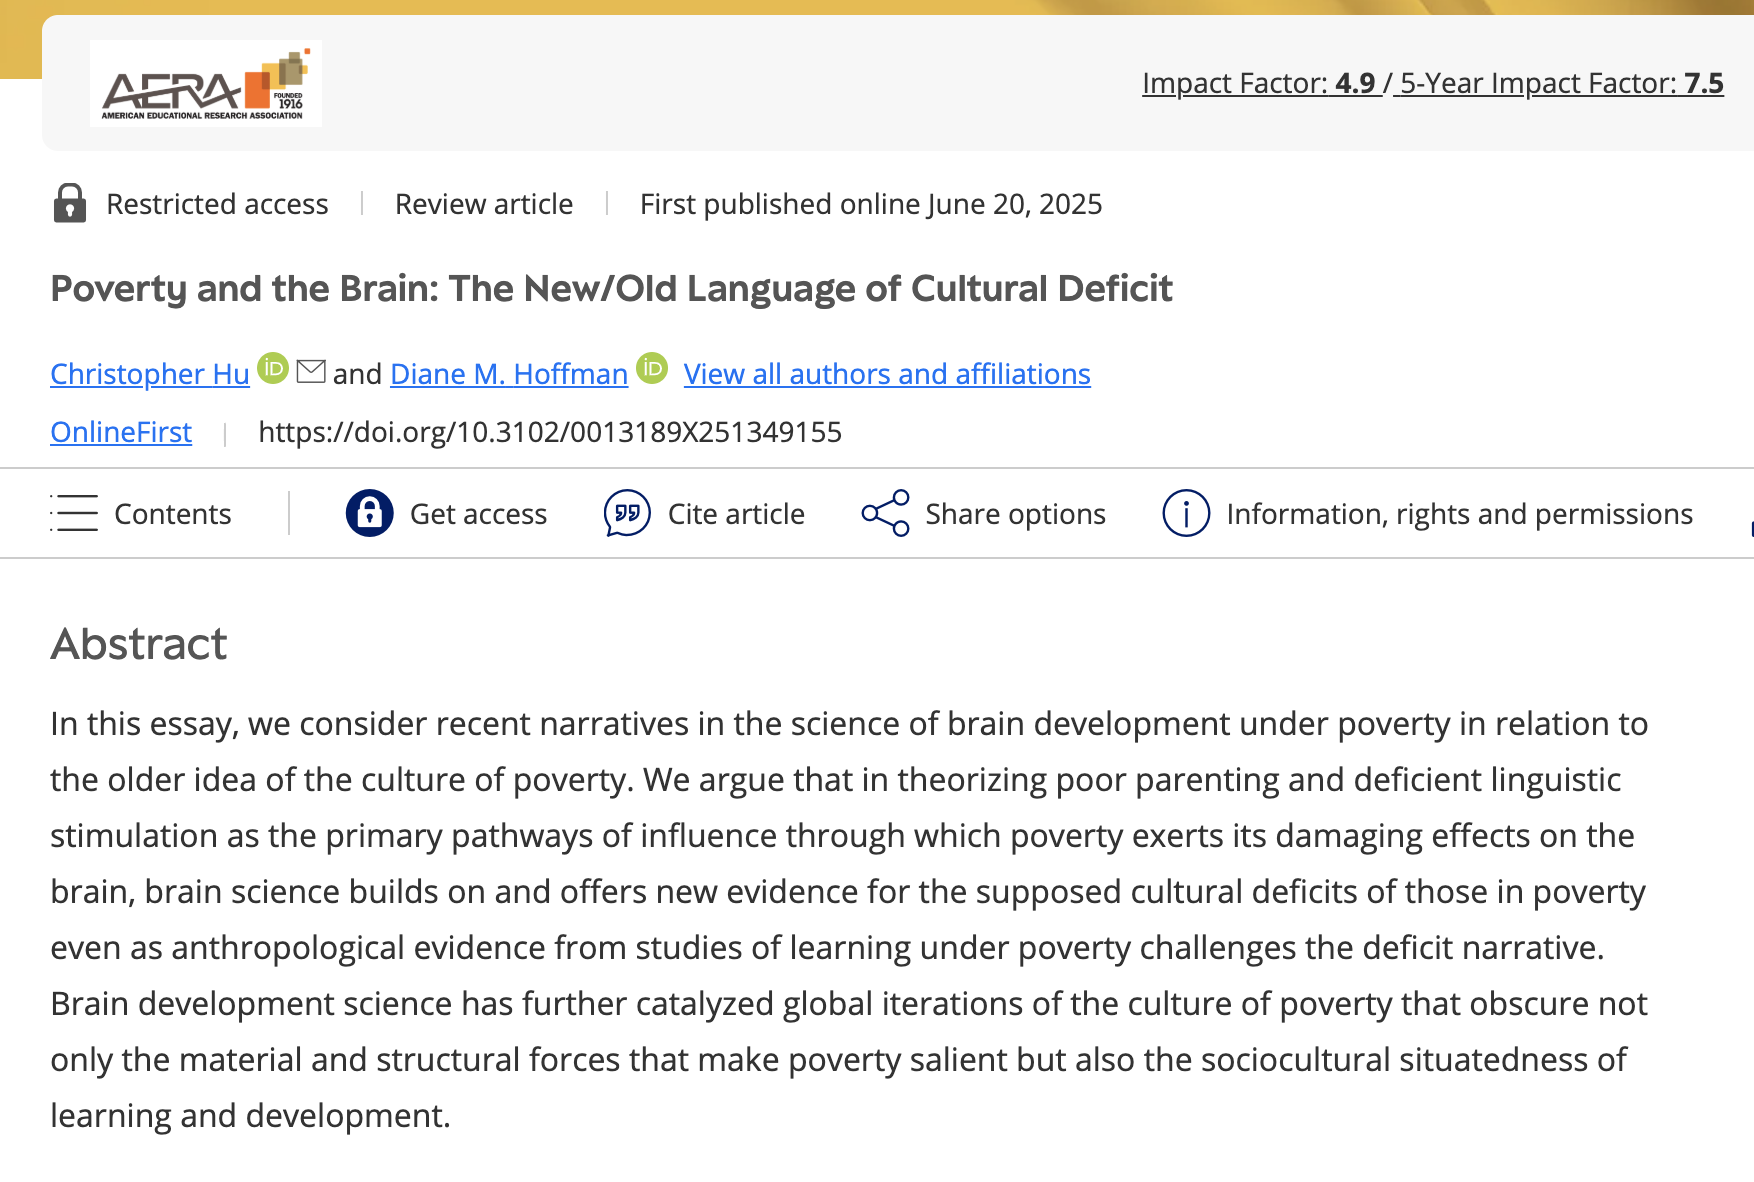 AERA
FOUNDED
1916
AMERICAN EDUCATIONAL RESEARCH ASSOCIATION
Impact Factor: 4.9 / 5-Year Impact Factor: 7.5
Restricted access | Review article | First published online June 20, 2025
Poverty and the Brain: The New/Old Language of Cultural Deficit
Christopher Hu iD and Diane M. Hoffman iD View all authors and affiliations
OnlineFirst | https://doi.org/10.3102/0013189X251349155
Contents | Get access Cite article Share options Information, rights and permissions
Abstract
In this essay, we consider recent narratives in the science of brain development under poverty in relation to
the older idea of the culture of poverty. We argue that in theorizing poor parenting and deficient linguistic
stimulation as the primary pathways of influence through which poverty exerts its damaging effects on the
brain, brain science builds on and offers new evidence for the supposed cultural deficits of those in poverty
even as anthropological evidence from studies of learning under poverty challenges the deficit narrative.
Brain development science has further catalyzed global iterations of the culture of poverty that obscure not
only the material and structural forces that make poverty salient but also the sociocultural situatedness of
learning and development.